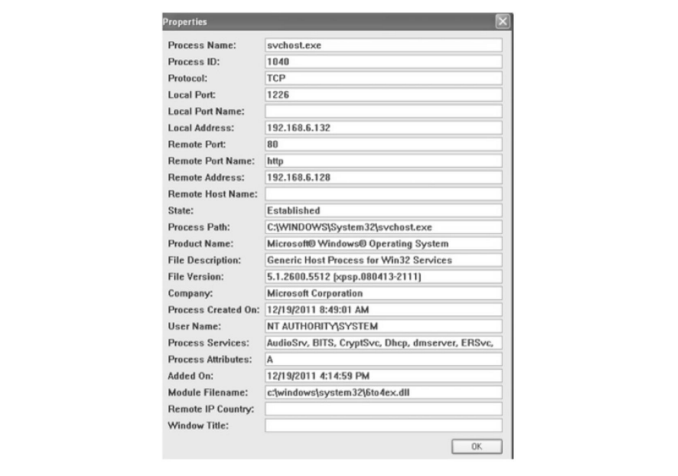 Properties
Process Name: svchost.exe
Process ID: 1040
Protocol: TCP
Local Port: 1226
Local Port Name:
Local Address: 192.168.6.132
Remote Port: 80
Remote Port Name: http
Remote Address: 192.168.6.128
Remote Host Name:
State: Established
Process Path: C:\WINDOWS\System32\svchost.exe
Product Name: Microsoft® Windows® Operating System
File Description: Generic Host Process for Win32 Services
File Version: 5.1.2600.5512 (xpsp.080413-2111)
Company: Microsoft Corporation
Process Created On: 12/19/2011 8:49:01 AM
User Name: NT AUTHORITY\SYSTEM
Process Services: AudioSrv, BITS, CryptSvc, Dhcp, dmserver, ERSvc,
Process Attributes: A
Added On: 12/19/2011 4:14:59 PM
Module Filename: c:\windows\system32\6to4ex.dll
Remote IP Country:
Window Title:
OK